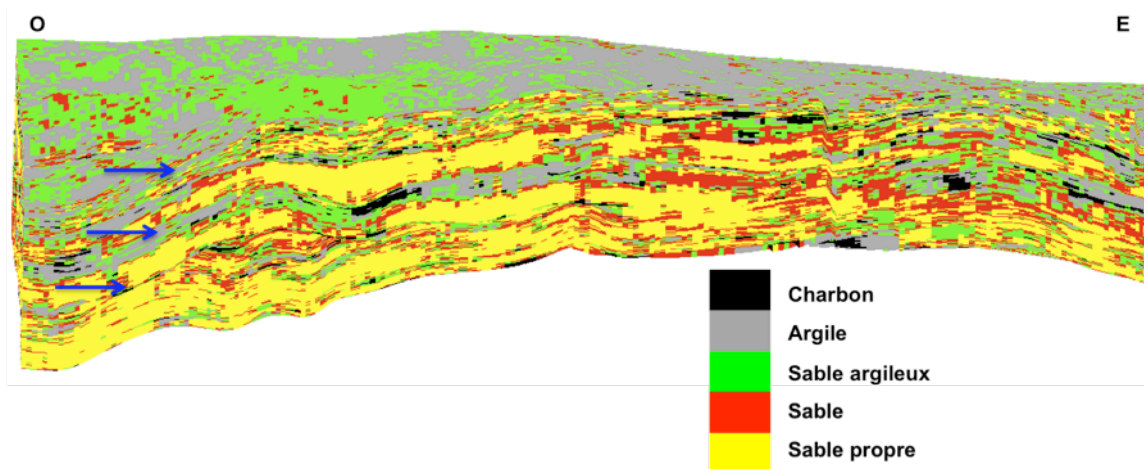 O
E
Charbon
Argile
Sable argileux
Sable
Sable propre